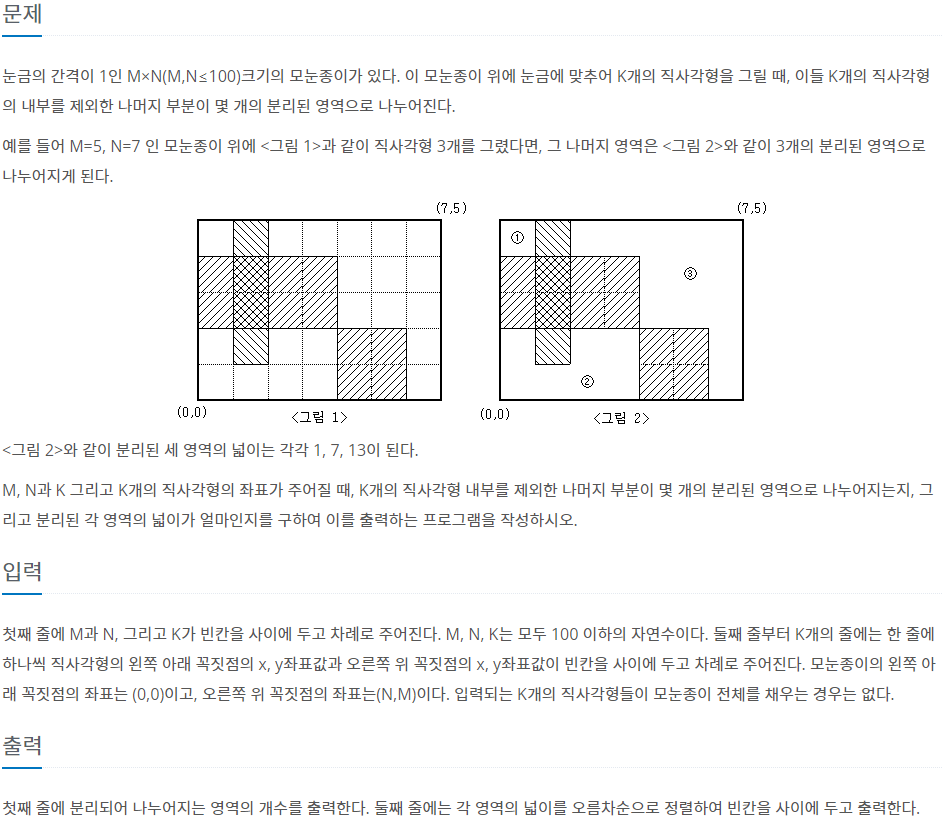 문제
눈금의 간격이 1인 M×N(M,N≤100)크기의 모눈종이가 있다. 이 모눈종이 위에 눈금에 맞추어 K개의 직사각형을 그릴 때, 이들 K개의 직사각형
의 내부를 제외한 나머지 부분이 몇 개의 분리된 영역으로 나누어진다.
예를 들어 M=5, N=7 인 모눈종이 위에 <그림 1>과 같이 직사각형 3개를 그렸다면, 그 나머지 영역은 <그림 2>와 같이 3개의 분리된 영역으로
나누어지게 된다.
(7,5)
(0,0)
<그림 1>
(7,5)
①
③
②
(0,0)
<그림 2>
<그림 2>와 같이 분리된 세 영역의 넓이는 각각 1, 7, 13이 된다.
M, N과 K 그리고 K개의 직사각형의 좌표가 주어질 때, K개의 직사각형 내부를 제외한 나머지 부분이 몇 개의 분리된 영역으로 나누어지는지, 그
리고 분리된 각 영역의 넓이가 얼마인지를 구하여 이를 출력하는 프로그램을 작성하시오.
입력
첫째 줄에 M과 N, 그리고 K가 빈칸을 사이에 두고 차례로 주어진다. M, N, K는 모두 100 이하의 자연수이다. 둘째 줄부터 K개의 줄에는 한 줄에
하나씩 직사각형의 왼쪽 아래 꼭짓점의 x, y좌표값과 오른쪽 위 꼭짓점의 x, y좌표값이 빈칸을 사이에 두고 차례로 주어진다. 모눈종이의 왼쪽 아
래 꼭짓점의 좌표는 (0,0)이고, 오른쪽 위 꼭짓점의 좌표는(N,M)이다. 입력되는 K개의 직사각형들이 모눈종이 전체를 채우는 경우는 없다.
출력
첫째 줄에 분리되어 나누어지는 영역의 개수를 출력한다. 둘째 줄에는 각 영역의 넓이를 오름차순으로 정렬하여 빈칸을 사이에 두고 출력한다.